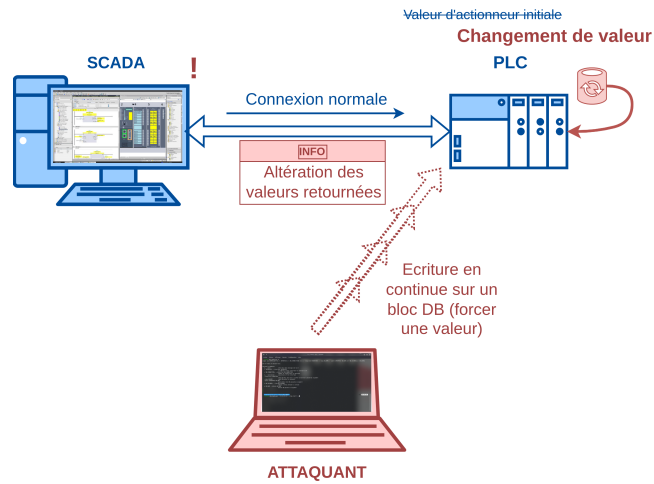 Valeur d'actionneur initiale
Changement de valeur
SCADA
!
PLC
Connexion normale
INFO
Altération des
valeurs retournées
Ecriture en
continue sur un
bloc DB (forcer
une valeur)
ATTAQUANT